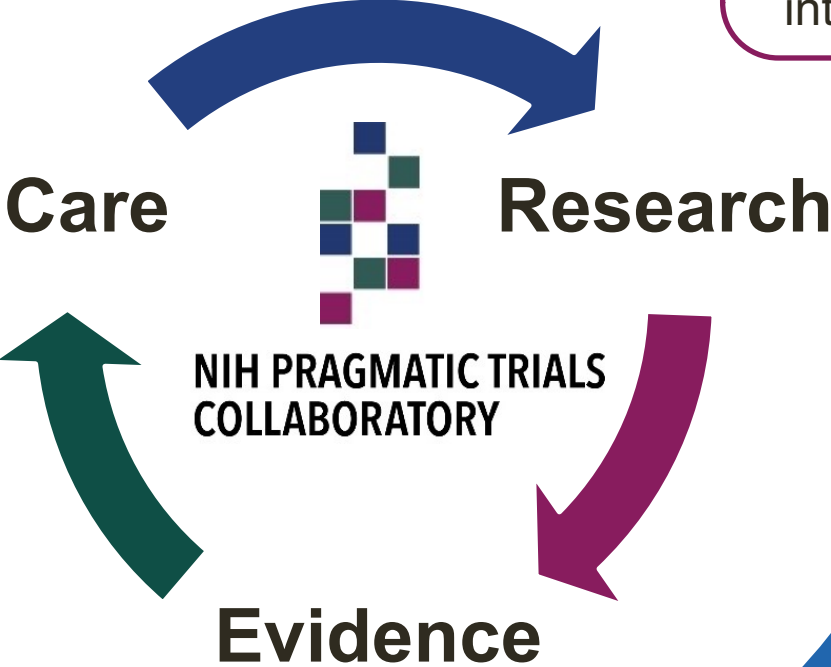 Care
Research
NIH PRAGMATIC TRIALS
COLLABORATORY
Evidence